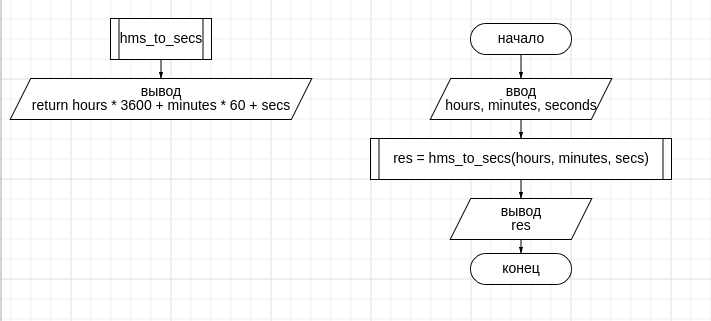 hms_to_secs
вывод
return hours * 3600 + minutes * 60 + secs
начало
ввод
hours, minutes, seconds
res = hms_to_secs(hours, minutes, secs)
вывод
res
конец